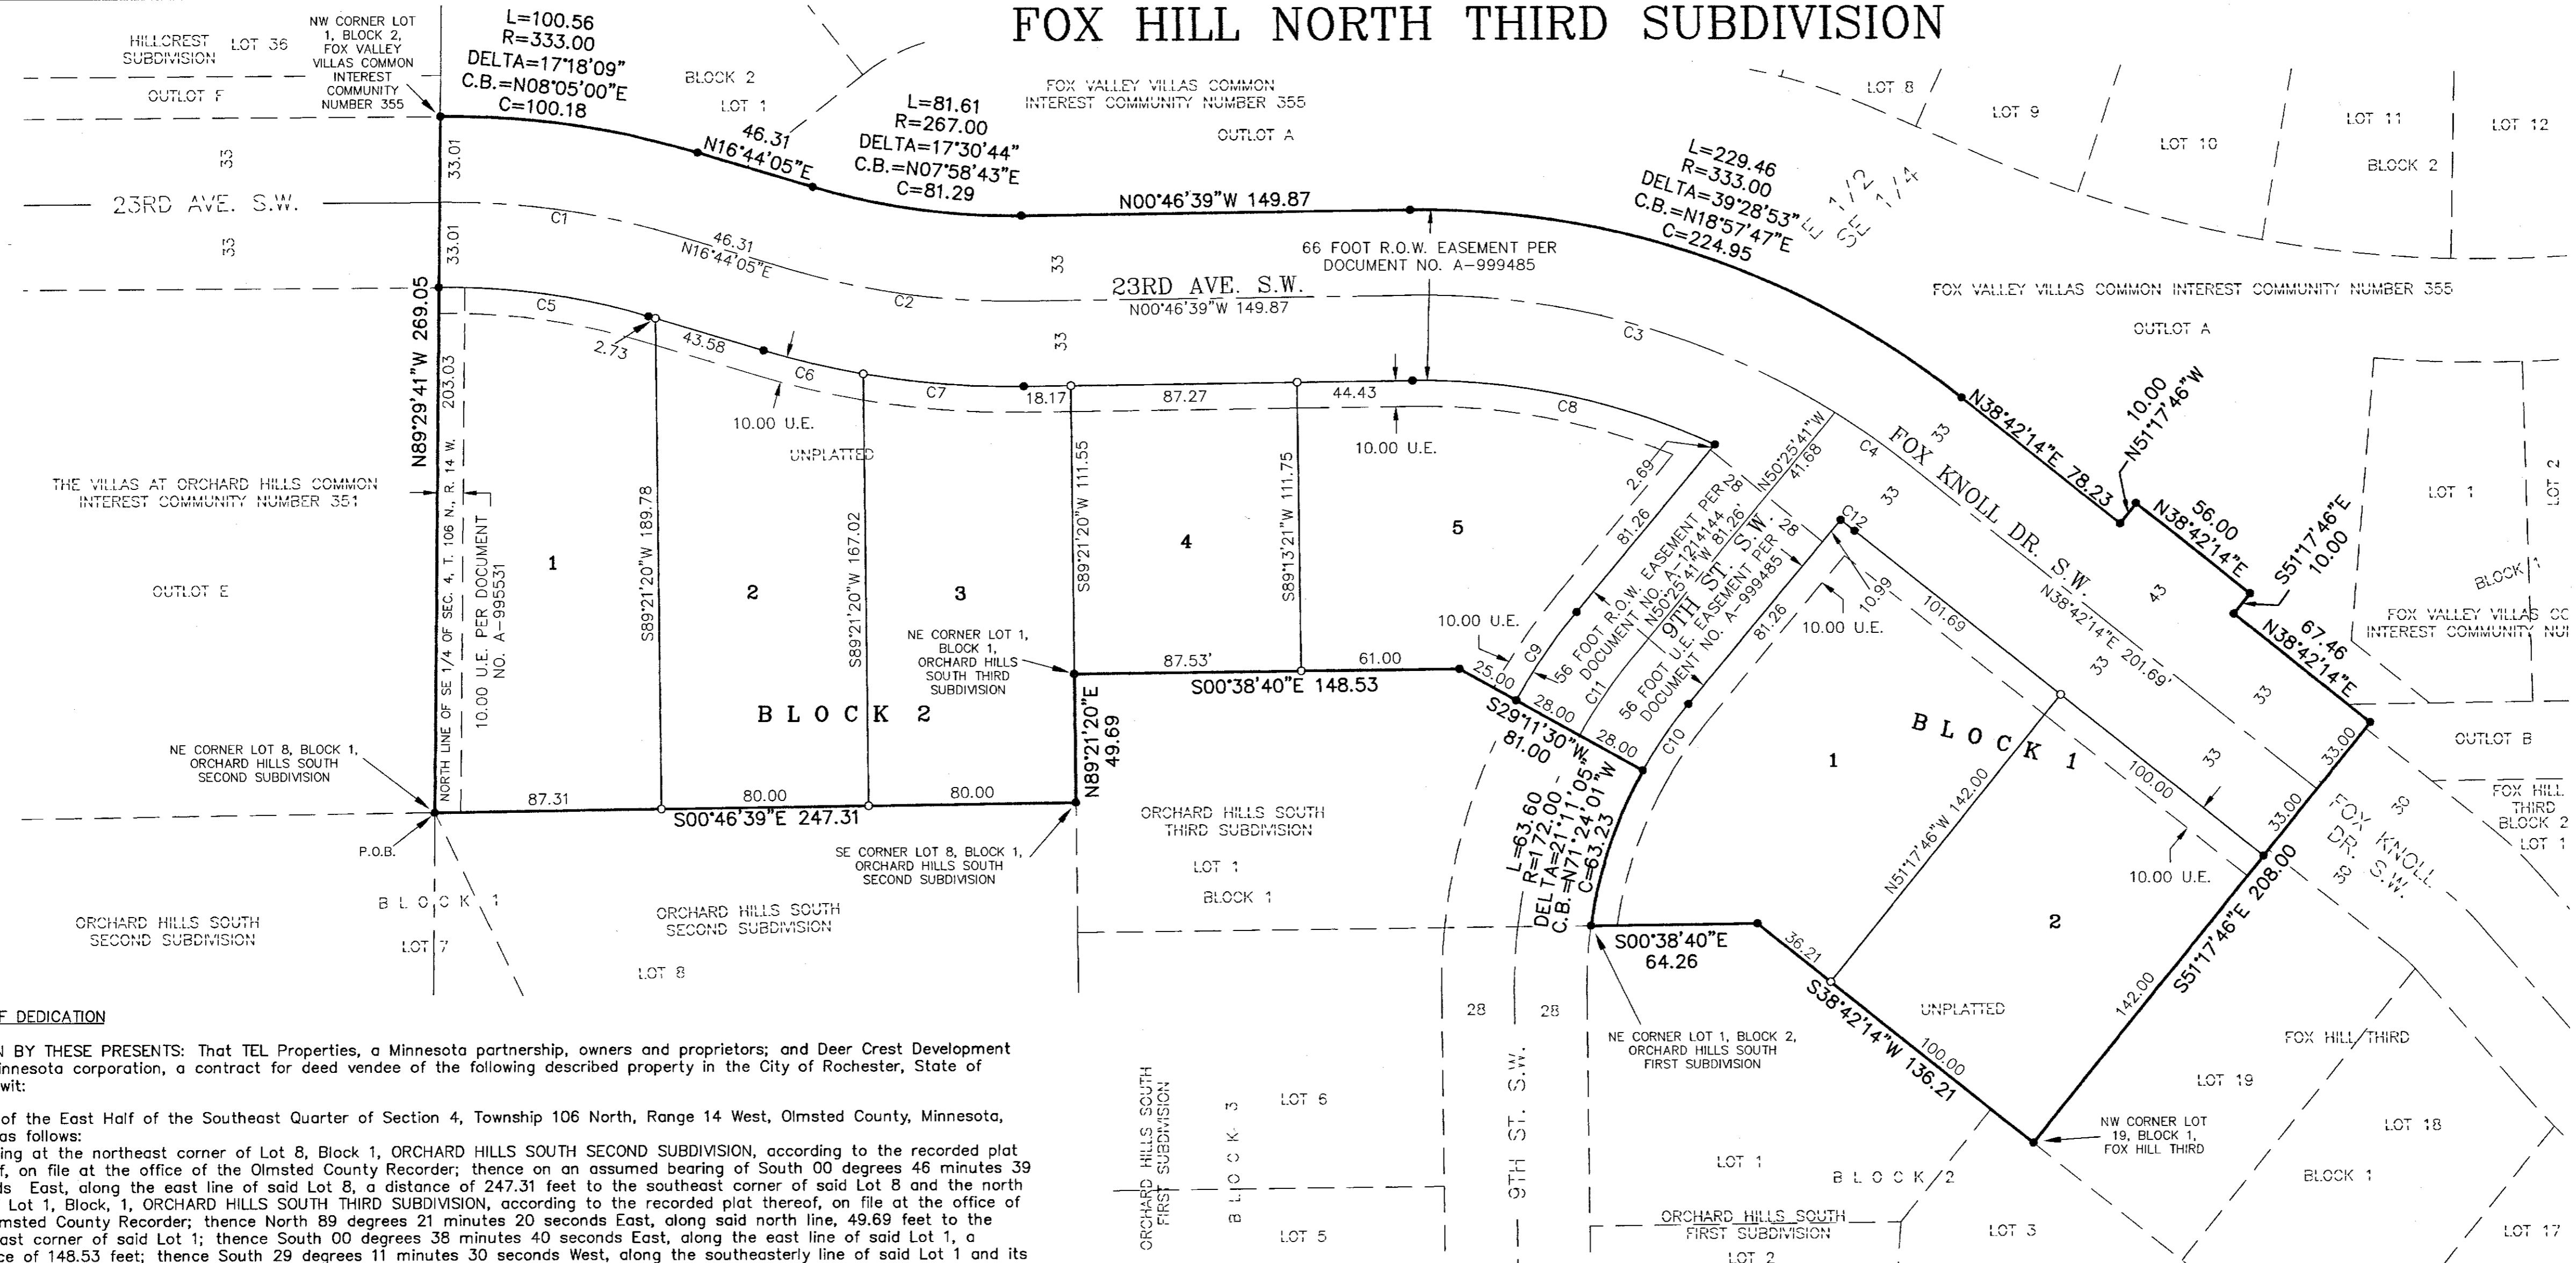 FOX HILL NORTH THIRD SUBDIVISION
HILLCREST
SUBDIVISION
LOT 36
OUTLOT F
NW CORNER LOT
1, BLOCK 2,
FOX VALLEY
VILLAS COMMON
INTEREST
COMMUNITY
NUMBER 355
L=100.56
R=333.00
DELTA=17°18'09"
C.B.=N08°05'00"E
C=100.18
BLOCK 2
LOT 1
46.31
N16°44'05"E
L=81.61
R=267.00
DELTA=17°30'44"
C.B.=N07°58'43"E
C=81.29
FOX VALLEY VILLAS COMMON
INTEREST COMMUNITY NUMBER 355
OUTLOT A
N00°46'39"W 149.87
L=229.46
R=333.00
DELTA=39°28'53"
C.B.=N18°57'47"E
C=224.95
E 1/2
SE 1/4
LOT 8
LOT 9
LOT 10
LOT 11
BLOCK 2
LOT 12
33
23RD AVE. S.W.
33
33.01
33.01
C1
46.31
N16°44'05"E
C2
33
23RD AVE. S.W.
N00°46'39"W 149.87
33
66 FOOT R.O.W. EASEMENT PER
DOCUMENT NO. A-999485
C3
FOX VALLEY VILLAS COMMON INTEREST COMMUNITY NUMBER 355
OUTLOT A
N89°29'41"W 269.05
203.03
C5
2.73
43.58
C6
C7
18.17
87.27
44.43
C8
10.00 U.E.
UNPLATTED
10.00 U.E.
C4
FOX KNOLL DR. S.W.
33
33
N38°42'14"E 78.23
10.00
N51°17'46"W
56.00
N38°42'14"E
S51°17'46"E
10.00
67.46
N38°42'14"E
LOT 1
LOT 2
BLOCK 1
FOX VALLEY VILLAS CO
INTEREST COMMUNITY NU
THE VILLAS AT ORCHARD HILLS COMMON
INTEREST COMMUNITY NUMBER 351
OUTLOT E
NORTH LINE OF SE 1/4 OF SEC. 4, T. 106 N., R. 14 W.
10.00 U.E. PER DOCUMENT
NO. A-995531
1
S89°21'20"W 189.78
2
S89°21'20"W 167.02
3
S89°21'20"W 111.55
4
S89°13'21"W 111.75
5
2.69
81.26
56 FOOT R.O.W. EASEMENT PER
DOCUMENT NO. A-1214144
28
N50°25'41"W
41.68
N50°25'41"W 81.26'
9TH ST. S.W.
56 FOOT U.E. EASEMENT PER
DOCUMENT NO. A-999485
28
81.26
C12
10.99
10.00 U.E.
101.69
N38°42'14"E 201.69'
43
33
33
NE CORNER LOT 1,
BLOCK 1,
ORCHARD HILLS
SOUTH THIRD
SUBDIVISION
10.00 U.E.
87.53'
61.00
S00°38'40"E 148.53
25.00
C9
28.00
C11
28.00
C10
S29°11'30"W
81.00
BLOCK 2
N89°21'20"E
49.69
NE CORNER LOT 8, BLOCK 1,
ORCHARD HILLS SOUTH
SECOND SUBDIVISION
87.31
80.00
80.00
S00°46'39"E 247.31
P.O.B.
SE CORNER LOT 8, BLOCK 1,
ORCHARD HILLS SOUTH
SECOND SUBDIVISION
ORCHARD HILLS SOUTH
THIRD SUBDIVISION
LOT 1
BLOCK 1
L=63.60
R=172.00
DELTA=21°11'05"
C.B.=N71°24'01"W
C=63.23
1
BLOCK 1
N51°17'46"W 142.00
100.00
33
33.00
33.00
OUTLOT B
FOX HILL
THIRD
BLOCK 2
LOT 1
FOX KNOLL
DR. S.W.
30
30
10.00 U.E.
S51°17'46"E 208.00
142.00
2
UNPLATTED
S00°38'40"E
64.26
36.21
S38°42'14"W 136.21
100.00
BLOCK 1
ORCHARD HILLS SOUTH
SECOND SUBDIVISION
LOT 7
ORCHARD HILLS SOUTH
SECOND SUBDIVISION
LOT 8
28
28
9TH ST. S.W.
NE CORNER LOT 1, BLOCK 2,
ORCHARD HILLS SOUTH
FIRST SUBDIVISION
NW CORNER LOT
19, BLOCK 1,
FOX HILL THIRD
FOX HILL THIRD
LOT 19
LOT 18
BLOCK 1
LOT 17
ORCHARD HILLS SOUTH
FIRST SUBDIVISION
BLOCK 3
LOT 6
LOT 5
LOT 1
BLOCK 2
ORCHARD HILLS SOUTH
FIRST SUBDIVISION
LOT 2
LOT 3
F DEDICATION
N BY THESE PRESENTS: That TEL Properties, a Minnesota partnership, owners and proprietors; and Deer Crest Development
innesota corporation, a contract for deed vendee of the following described property in the City of Rochester, State of
wit:
of the East Half of the Southeast Quarter of Section 4, Township 106 North, Range 14 West, Olmsted County, Minnesota,
as follows:
ing at the northeast corner of Lot 8, Block 1, ORCHARD HILLS SOUTH SECOND SUBDIVISION, according to the recorded plat
f, on file at the office of the Olmsted County Recorder; thence on an assumed bearing of South 00 degrees 46 minutes 39
ds East, along the east line of said Lot 8, a distance of 247.31 feet to the southeast corner of said Lot 8 and the north
Lot 1, Block, 1, ORCHARD HILLS SOUTH THIRD SUBDIVISION, according to the recorded plat thereof, on file at the office of
msted County Recorder; thence North 89 degrees 21 minutes 20 seconds East, along said north line, 49.69 feet to the
ast corner of said Lot 1; thence South 00 degrees 38 minutes 40 seconds East, along the east line of said Lot 1, a
ce of 148.53 feet; thence South 29 degrees 11 minutes 30 seconds West, along the southeasterly line of said Lot 1 and its